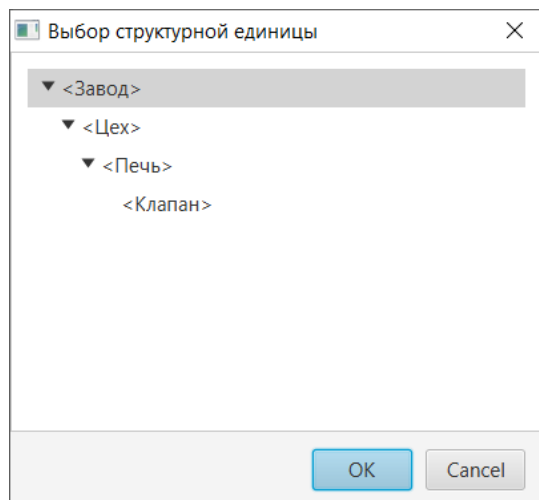 Выбор структурной единицы
<Завод>
<Цех>
<Печь>
<Клапан>
OK Cancel